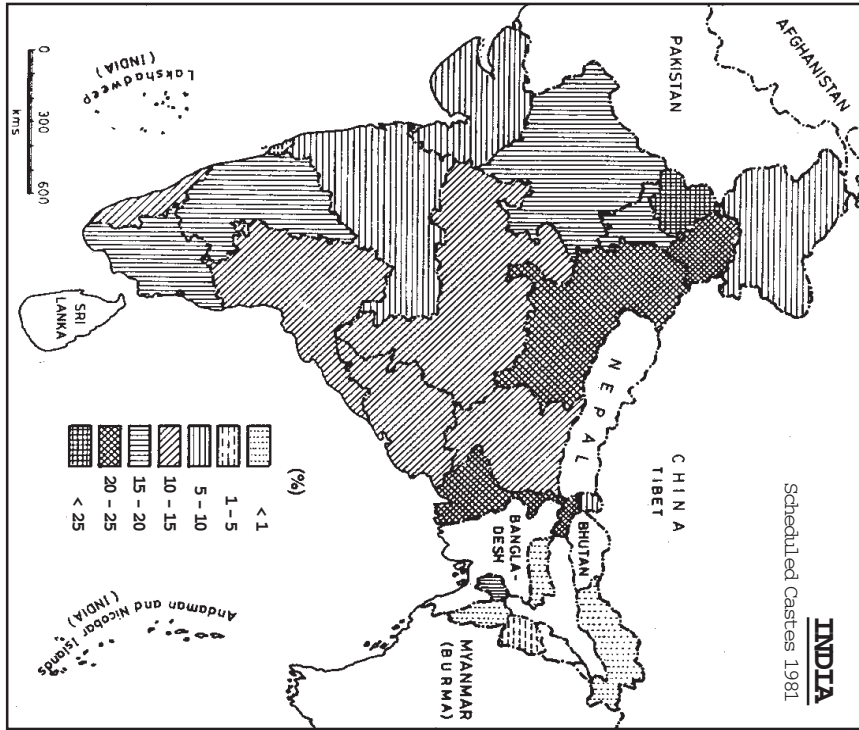 INDIA
Scheduled Castes 1981
AFGHANISTAN
PAKISTAN
CHINA
TIBET
NEPAL
BHUTAN
BANGLA-
DESH
MYANMAR
(BURMA)
SRI
LANKA
Lakshadweep
(INDIA)
Andaman and Nicobar Islands
(INDIA)
0 300 600
kms
(%)
< 1
1 - 5
5 - 10
10 - 15
15 - 20
20 - 25
< 25